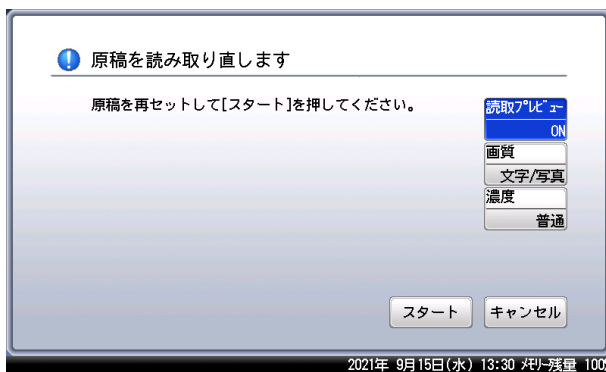 原稿を読み取り直します
原稿を再セットして[スタート]を押してください。
読取プレビュー
ON
画質
文字/写真
濃度
普通
スタート
キャンセル
2021年 9月15日(水) 13:30 メモリー残量 100